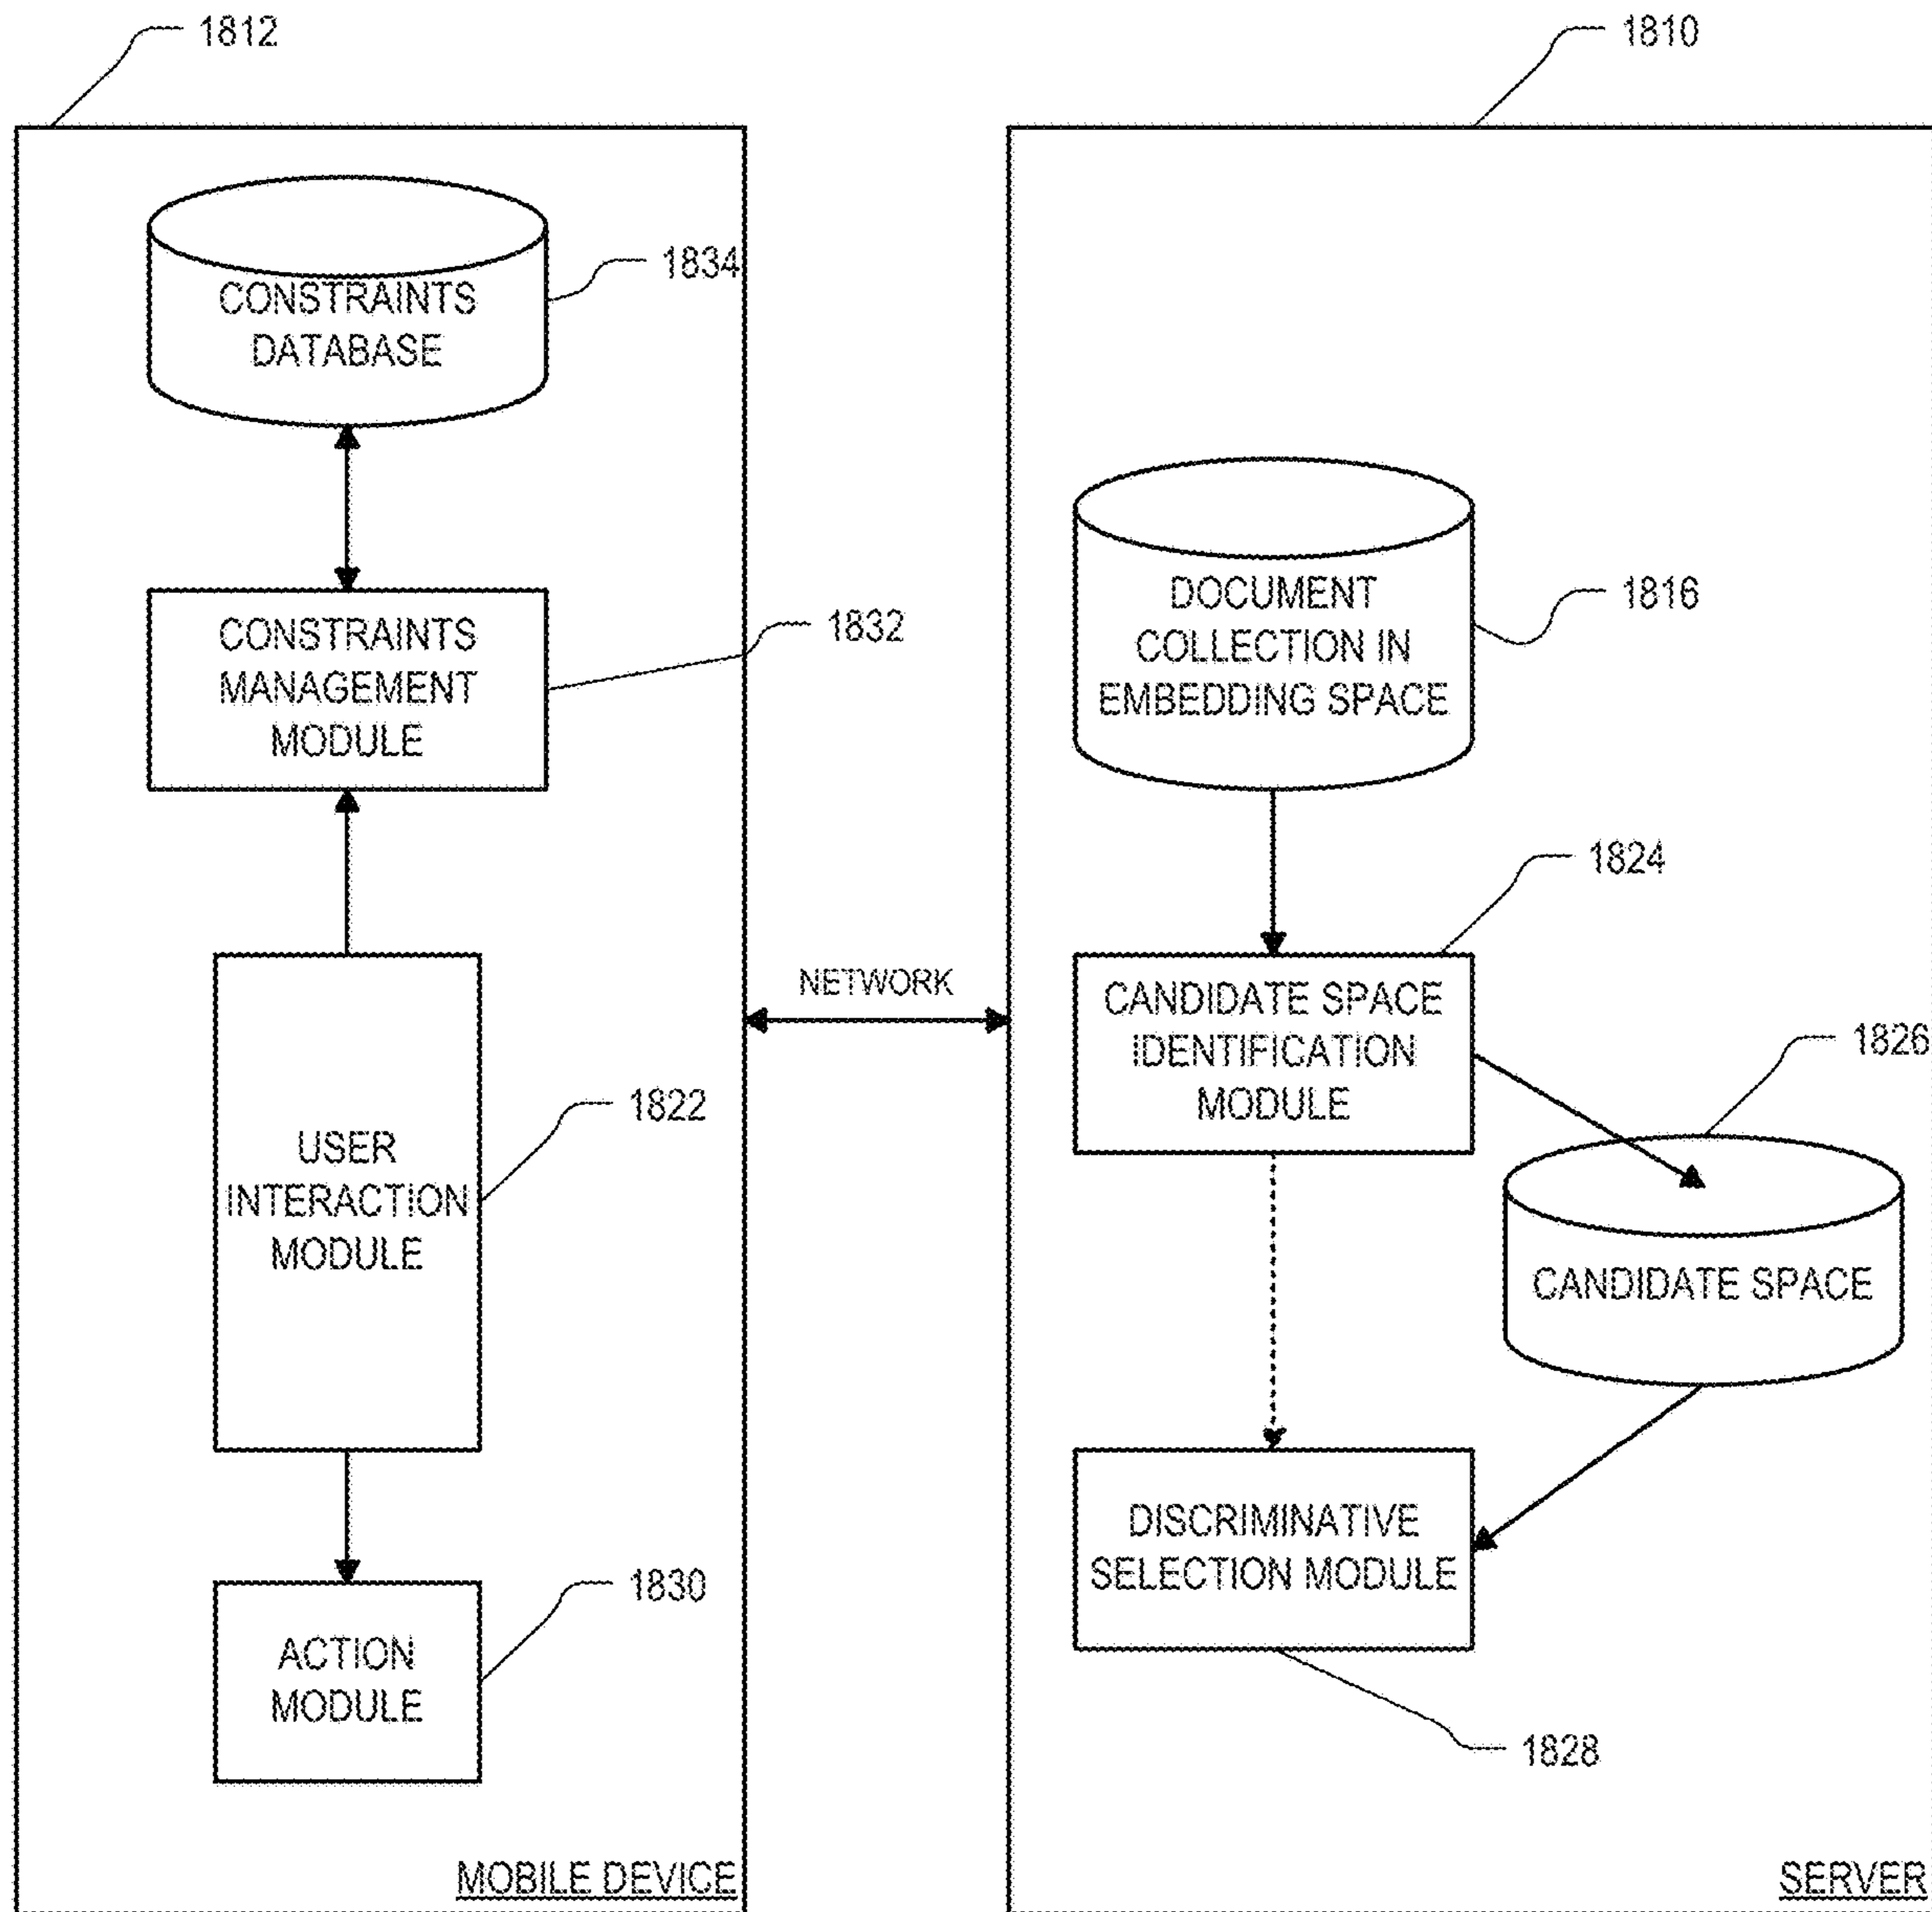 1812
1810
CONSTRAINTS
DATABASE
1834
CONSTRAINTS
MANAGEMENT
MODULE
1832
USER
INTERACTION
MODULE
1822
ACTION
MODULE
1830
MOBILE DEVICE
NETWORK
DOCUMENT
COLLECTION IN
EMBEDDING SPACE
1816
1824
CANDIDATE SPACE
IDENTIFICATION
MODULE
1826
CANDIDATE SPACE
DISCRIMINATIVE
SELECTION MODULE
1828
SERVER